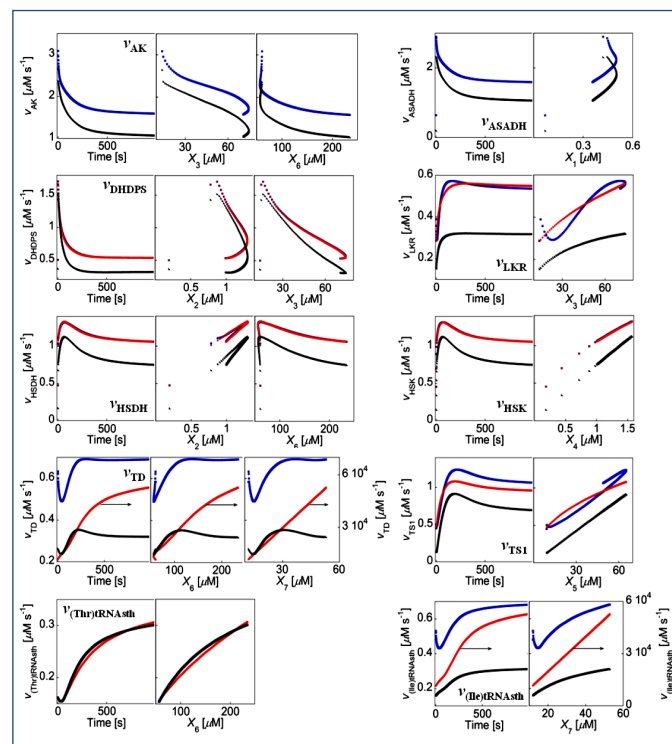 v_AK
v_AK [µM s⁻¹]
3
2
1
0 500
Time [s]
30 60
X_3 [µM]
100 200
X_6 [µM]
v_ASADH
v_ASADH [µM s⁻¹]
2
0
0 500
Time [s]
0.3 0.6
X_1 [µM]
v_DHDPS
v_DHDPS [µM s⁻¹]
1.5
1
0.5
0 500
Time [s]
0.5 1
X_2 [µM]
20 40 60
X_3 [µM]
v_LKR
v_LKR [µM s⁻¹]
0.6
0.4
0.2
0 500
Time [s]
30 60
X_3 [µM]
v_HSDH
v_HSDH [µM s⁻¹]
1
0.5
0
0 500
Time [s]
0.5 1
X_2 [µM]
100 200
X_6 [µM]
v_HSK
v_HSK [µM s⁻¹]
1
0.5
0
0 500
Time [s]
0.5 1 1.5
X_4 [µM]
v_TD
v_TD [µM s⁻¹]
0.6
0.4
0.2
0 500
Time [s]
100 200
X_6 [µM]
30 60
X_7 [µM]
6 10⁴
3 10⁴
0
v_TD
v_TS1
v_TS1 [µM s⁻¹]
1
0.5
0
0 500
Time [s]
20 40 60
X_5 [µM]
v_(Thr)tRNAsth
v_(Thr)tRNAsth [µM s⁻¹]
0.3
0.2
0 500
Time [s]
100 200
X_6 [µM]
v_(Ile)tRNAsth
v_(Ile)tRNAsth [µM s⁻¹]
0.6
0.4
0.2
0 500
Time [s]
20 40
X_7 [µM]
6 10⁴
3 10⁴
0
v_(Ile)tRNAsth